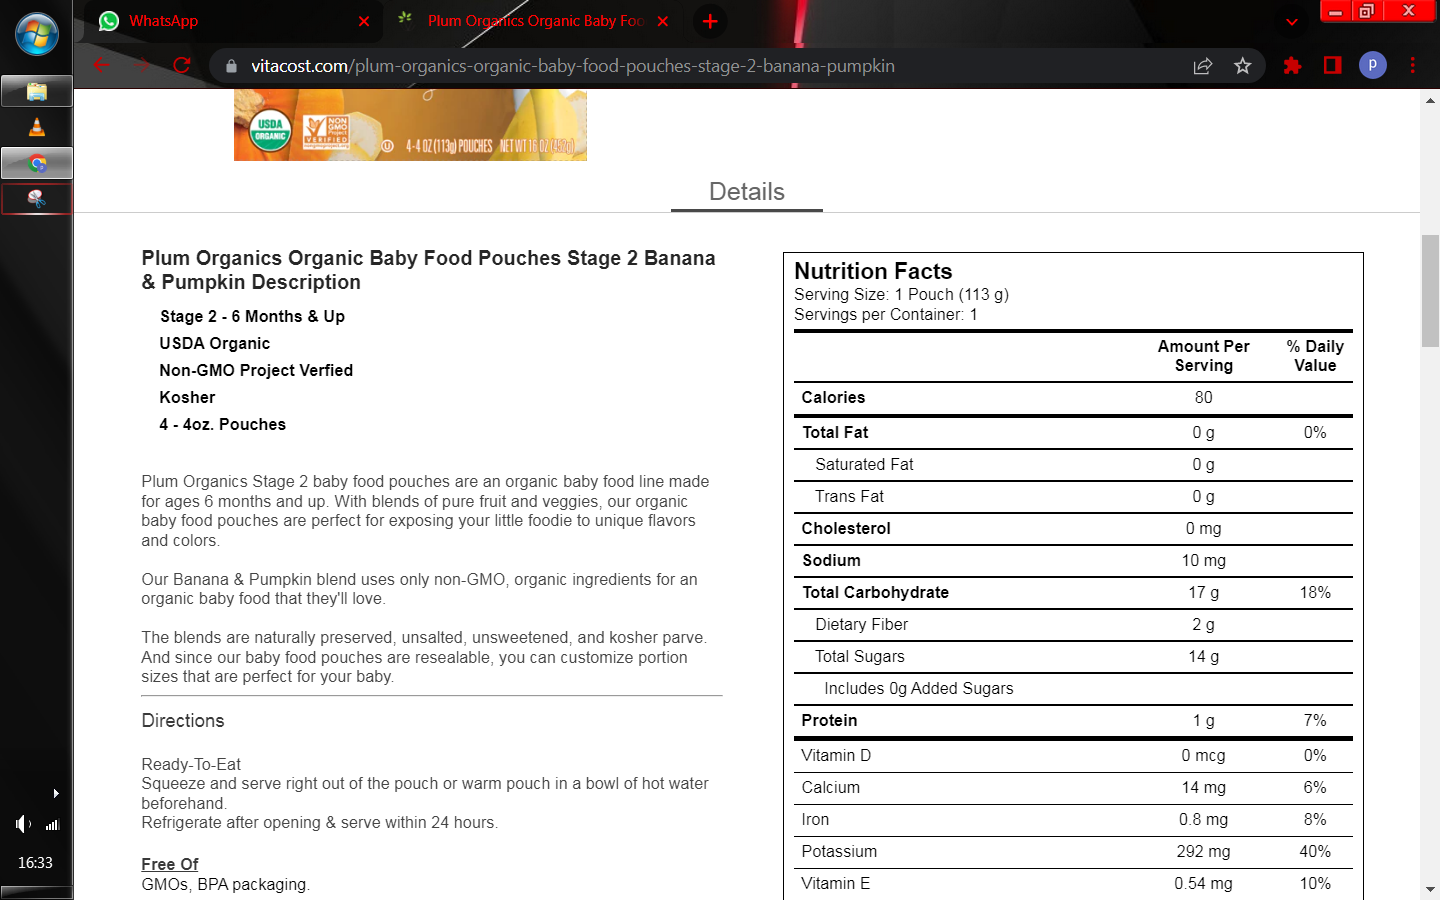 WhatsApp
Plum Organics Organic Baby Foo
vitacost.com/plum-organics-organic-baby-food-pouches-stage-2-banana-pumpkin
p
USDA
ORGANIC
NON
GMO
Project
VERIFIED
nongmoproject.org
U
4-4 OZ (113g) POUCHES NET WT 16 OZ (452g)
Details
Plum Organics Organic Baby Food Pouches Stage 2 Banana
& Pumpkin Description
Stage 2 - 6 Months & Up
USDA Organic
Non-GMO Project Verfied
Kosher
4 - 4oz. Pouches
Plum Organics Stage 2 baby food pouches are an organic baby food line made
for ages 6 months and up. With blends of pure fruit and veggies, our organic
baby food pouches are perfect for exposing your little foodie to unique flavors
and colors.
Our Banana & Pumpkin blend uses only non-GMO, organic ingredients for an
organic baby food that they'll love.
The blends are naturally preserved, unsalted, unsweetened, and kosher parve.
And since our baby food pouches are resealable, you can customize portion
sizes that are perfect for your baby.
Directions
Ready-To-Eat
Squeeze and serve right out of the pouch or warm pouch in a bowl of hot water
beforehand.
Refrigerate after opening & serve within 24 hours.
Free Of
GMOs, BPA packaging.
Nutrition Facts
Serving Size: 1 Pouch (113 g)
Servings per Container: 1
Amount Per % Daily
Serving Value
Calories 80
Total Fat 0 g 0%
Saturated Fat 0 g
Trans Fat 0 g
Cholesterol 0 mg
Sodium 10 mg
Total Carbohydrate 17 g 18%
Dietary Fiber 2 g
Total Sugars 14 g
Includes 0g Added Sugars
Protein 1 g 7%
Vitamin D 0 mcg 0%
Calcium 14 mg 6%
Iron 0.8 mg 8%
Potassium 292 mg 40%
Vitamin E 0.54 mg 10%
16:33